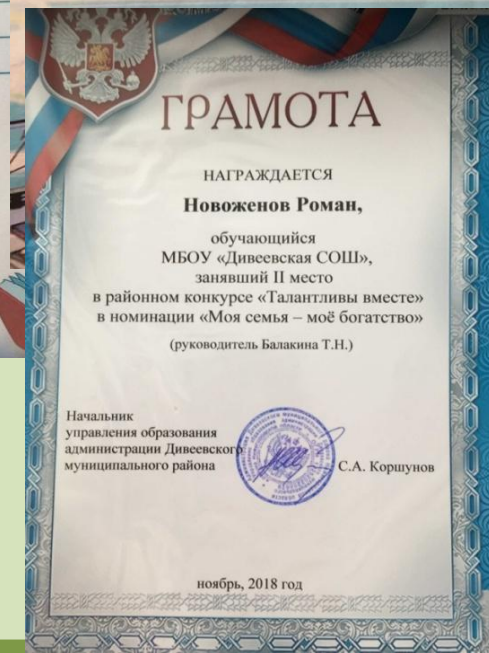 ГРАМОТА
НАГРАЖДАЕТСЯ
Новоженов Роман,
обучающийся
МБОУ «Дивеевская СОШ»,
занявший II место
в районном конкурсе «Талантливы вместе»
в номинации «Моя семья – моё богатство»
(руководитель Балакина Т.Н.)
Начальник
управления образования
администрации Дивеевского
муниципального района
С.А. Коршунов
ноябрь, 2018 год